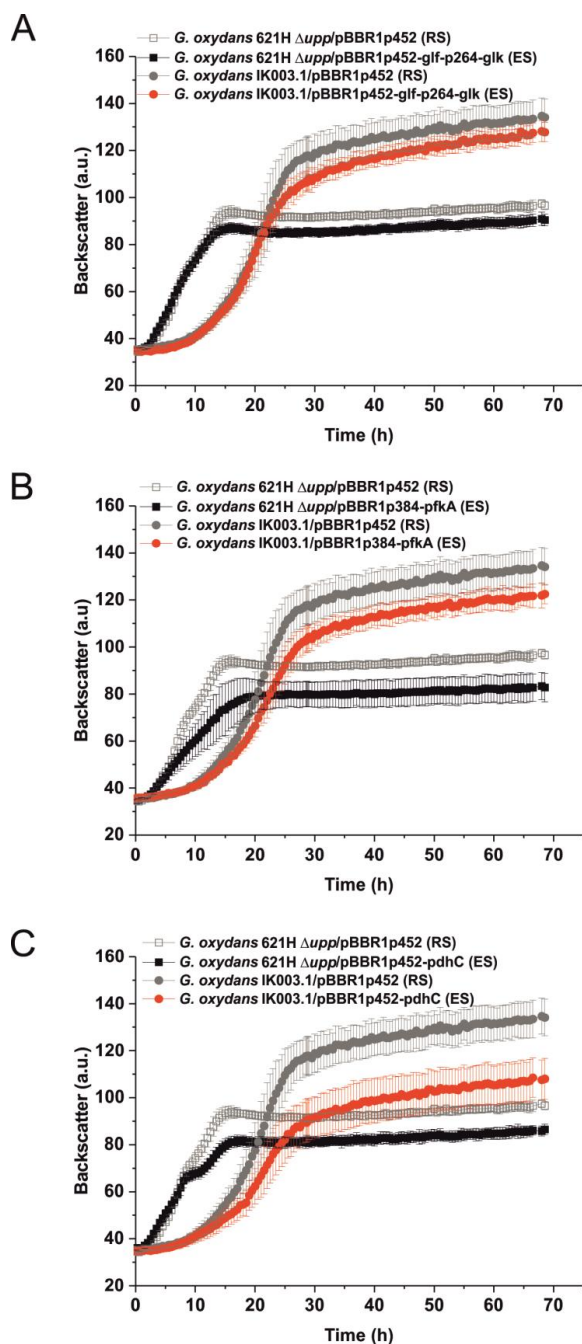 A
G. oxydans 621H Δupp/pBBR1p452 (RS)
G. oxydans 621H Δupp/pBBR1p452-glf-p264-glk (ES)
G. oxydans IK003.1/pBBR1p452 (RS)
G. oxydans IK003.1/pBBR1p452-glf-p264-glk (ES)
160
140
120
100
80
60
40
20
Backscatter (a.u.)
0 10 20 30 40 50 60 70
Time (h)
B
G. oxydans 621H Δupp/pBBR1p452 (RS)
G. oxydans 621H Δupp/pBBR1p384-pfkA (ES)
G. oxydans IK003.1/pBBR1p452 (RS)
G. oxydans IK003.1/pBBR1p384-pfkA (ES)
160
140
120
100
80
60
40
20
Backscatter (a.u)
0 10 20 30 40 50 60 70
Time (h)
C
G. oxydans 621H Δupp/pBBR1p452 (RS)
G. oxydans 621H Δupp/pBBR1p452-pdhC (ES)
G. oxydans IK003.1/pBBR1p452 (RS)
G. oxydans IK003.1/pBBR1p452-pdhC (ES)
160
140
120
100
80
60
40
20
Backscatter (a.u.)
0 10 20 30 40 50 60 70
Time (h)